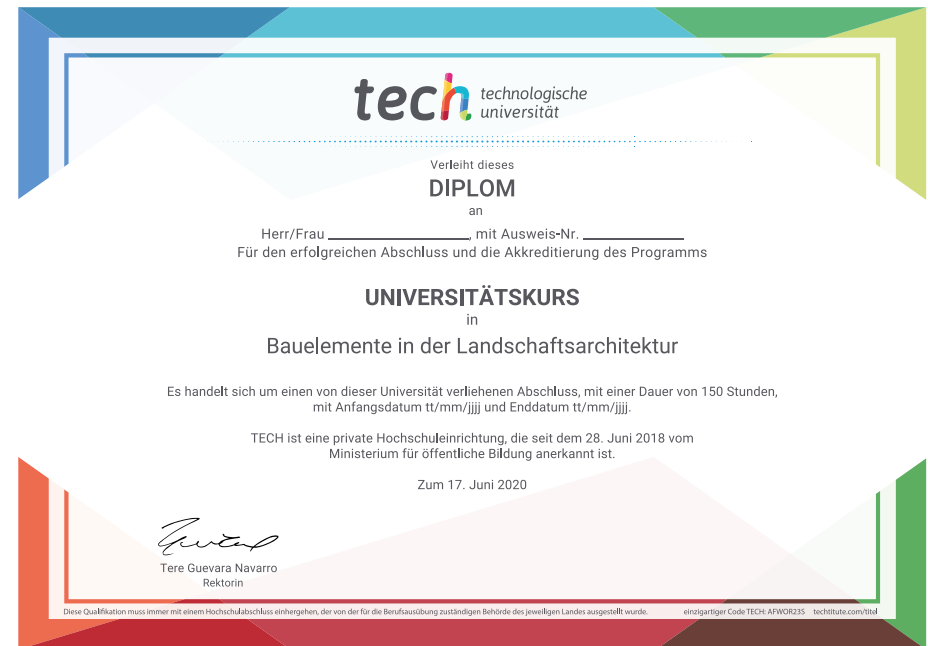 tech technologische
universität
Verleiht dieses
DIPLOM
an
Herr/Frau ____________________, mit Ausweis-Nr. ______________
Für den erfolgreichen Abschluss und die Akkreditierung des Programms
UNIVERSITÄTSKURS
in
Bauelemente in der Landschaftsarchitektur
Es handelt sich um einen von dieser Universität verliehenen Abschluss, mit einer Dauer von 150 Stunden,
mit Anfangsdatum tt/mm/jjjj und Enddatum tt/mm/jjjj.
TECH ist eine private Hochschuleinrichtung, die seit dem 28. Juni 2018 vom
Ministerium für öffentliche Bildung anerkannt ist.
Zum 17. Juni 2020
Tere Guevara Navarro
Rektorin
Diese Qualifikation muss immer mit einem Hochschulabschluss einhergehen, der von der für die Berufsausübung zuständigen Behörde des jeweiligen Landes ausgestellt wurde. einzigartiger Code TECH: AFWOR235 techtitute.com/titel